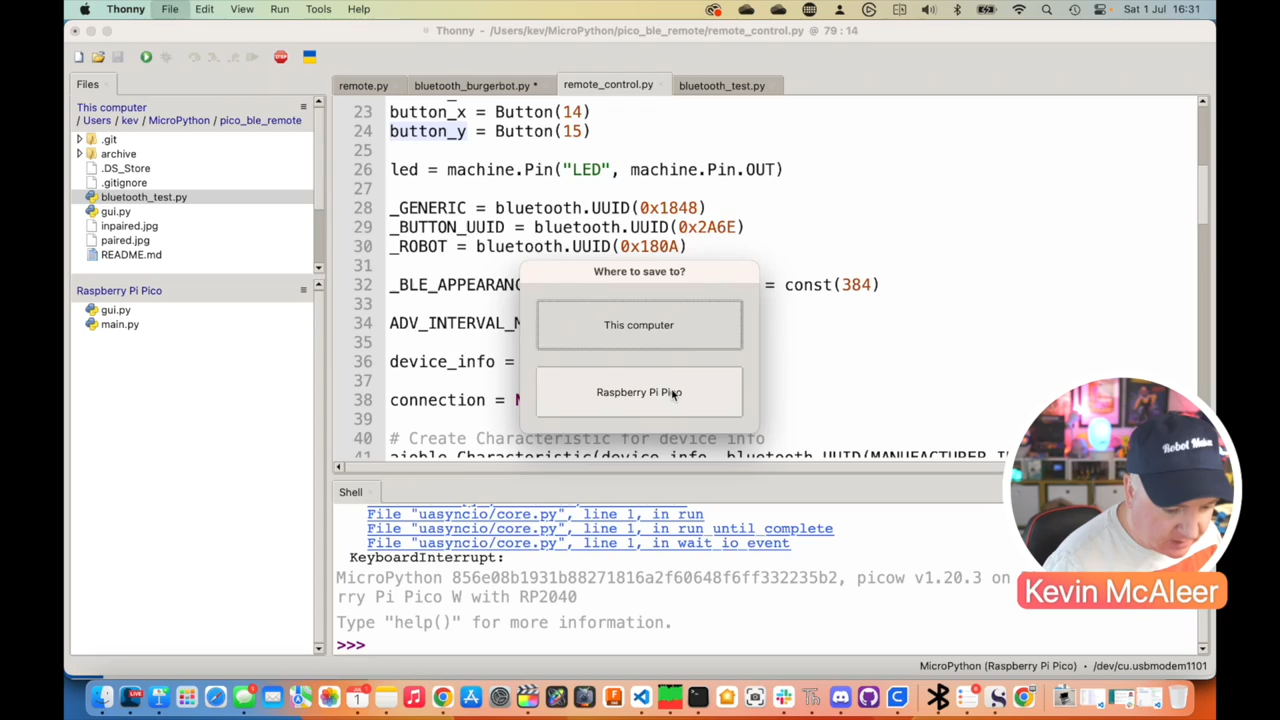 Thonny File Edit View Run Tools Help
Sat 1 Jul 16:31
Thonny - /Users/kev/MicroPython/pico_ble_remote/remote_control.py @ 79 : 14
Files
remote.py
bluetooth_burgerbot.py *
remote_control.py
bluetooth_test.py
This computer
/ Users / kev / MicroPython / pico_ble_remote
.git
archive
.DS_Store
.gitignore
bluetooth_test.py
gui.py
inpaired.jpg
paired.jpg
README.md
Raspberry Pi Pico
gui.py
main.py
23 button_x = Button(14)
24 button_y = Button(15)
25
26 led = machine.Pin("LED", machine.Pin.OUT)
27
28 _GENERIC = bluetooth.UUID(0x1848)
29 _BUTTON_UUID = bluetooth.UUID(0x2A6E)
30 _ROBOT = bluetooth.UUID(0x180A)
31
32 _BLE_APPEARANC = const(384)
33
34 ADV_INTERVAL_M
35
36 device_info =
37
38 connection = N
39
40 # Create Characteristic for device info
41 aioble.Characteristic(device_info, bluetooth.UUID(MANUFACTURER_I
Where to save to?
This computer
Raspberry Pi Pico
Shell
File "uasyncio/core.py", line 1, in run
File "uasyncio/core.py", line 1, in run_until_complete
File "uasyncio/core.py", line 1, in wait_io_event
KeyboardInterrupt:
MicroPython 856e08b1931b88271816a2f60648f6ff332235b2, picow v1.20.3 on
rry Pi Pico W with RP2040
Type "help()" for more information.
>>>
Robot Maker
Kevin McAleer
MicroPython (Raspberry Pi Pico) • /dev/cu.usbmodem1101